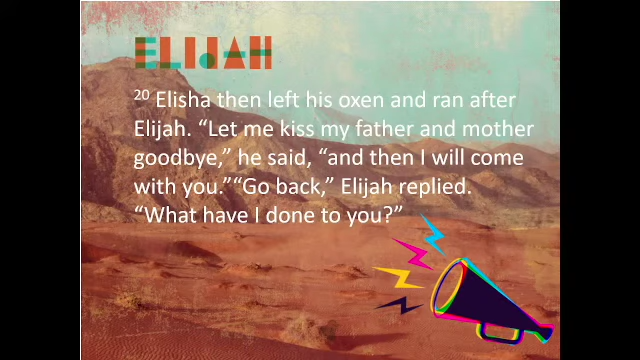 ELIJAH
20 Elisha then left his oxen and ran after
Elijah. “Let me kiss my father and mother
goodbye,” he said, “and then I will come
with you.”“Go back,” Elijah replied.
“What have I done to you?”